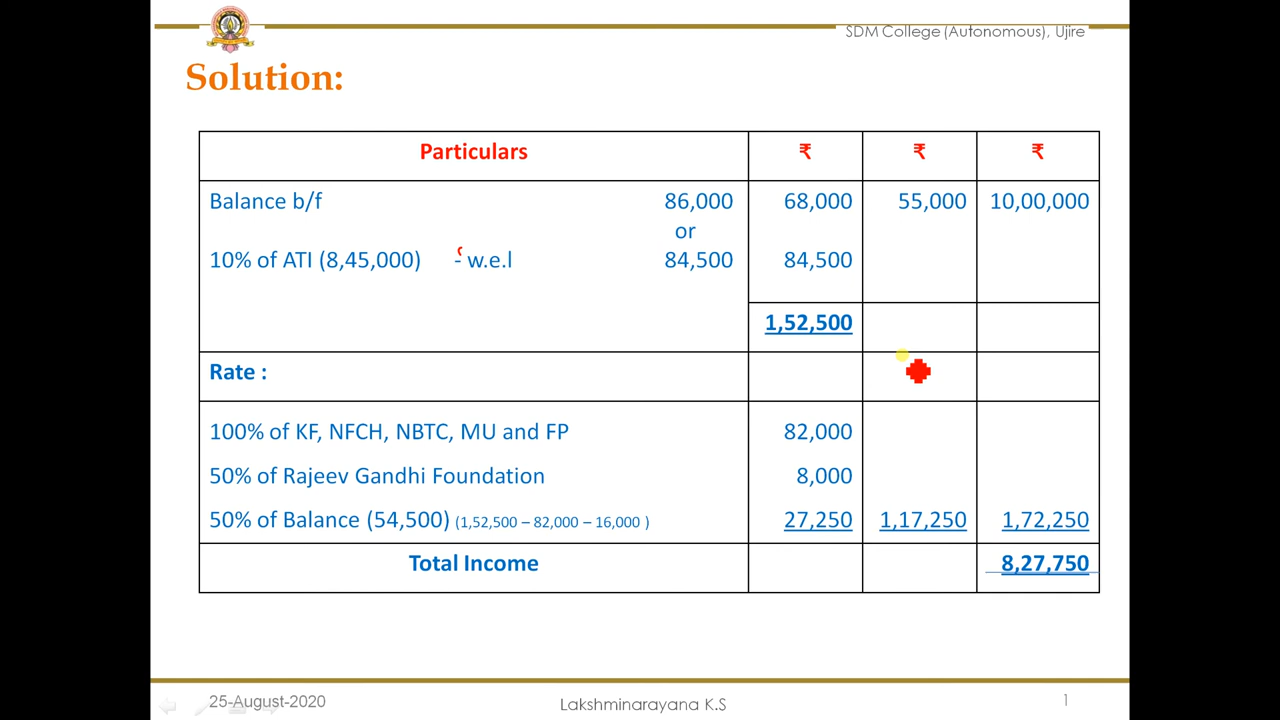 SDM College (Autonomous), Ujire
Solution:
Particulars ₹ ₹ ₹
Balance b/f 86,000 68,000 55,000 10,00,000
or
10% of ATI (8,45,000) - w.e.l 84,500 84,500
1,52,500
Rate :
100% of KF, NFCH, NBTC, MU and FP 82,000
50% of Rajeev Gandhi Foundation 8,000
50% of Balance (54,500) (1,52,500 – 82,000 – 16,000 ) 27,250 1,17,250 1,72,250
Total Income 8,27,750
25-August-2020 Lakshminarayana K.S 1